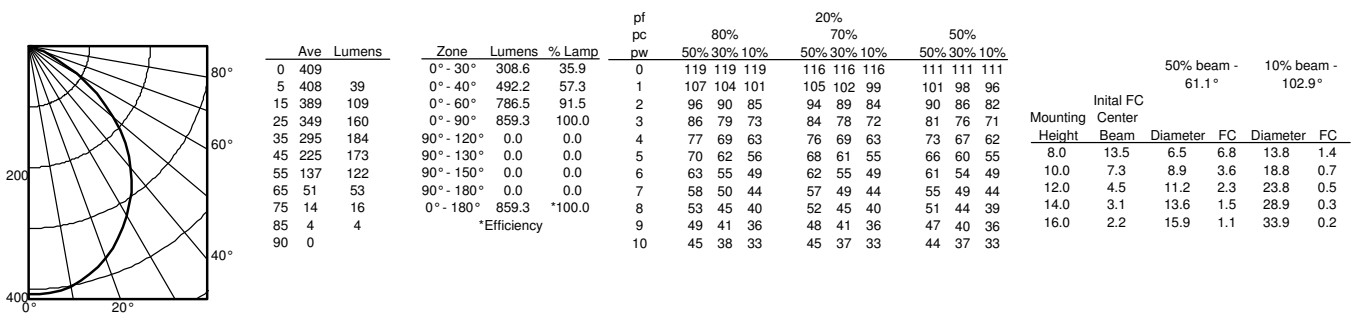 200
400
0°
20°
40°
60°
80°
Ave Lumens
0 409
5 408 39
15 389 109
25 349 160
35 295 184
45 225 173
55 137 122
65 51 53
75 14 16
85 4 4
90 0
Zone Lumens % Lamp
0° - 30° 308.6 35.9
0° - 40° 492.2 57.3
0° - 60° 786.5 91.5
0° - 90° 859.3 100.0
90° - 120° 0.0 0.0
90° - 130° 0.0 0.0
90° - 150° 0.0 0.0
90° - 180° 0.0 0.0
0° - 180° 859.3 *100.0
*Efficiency
pf 20%
pc 80% 70% 50%
pw 50% 30% 10% 50% 30% 10% 50% 30% 10%
0 119 119 119 116 116 116 111 111 111
1 107 104 101 105 102 99 101 98 96
2 96 90 85 94 89 84 90 86 82
3 86 79 73 84 78 72 81 76 71
4 77 69 63 76 69 63 73 67 62
5 70 62 56 68 61 55 66 60 55
6 63 55 49 62 55 49 61 54 49
7 58 50 44 57 49 44 55 49 44
8 53 45 40 52 45 40 51 44 39
9 49 41 36 48 41 36 47 40 36
10 45 38 33 45 37 33 44 37 33
50% beam - 10% beam -
61.1° 102.9°
Inital FC
Mounting Center
Height Beam Diameter FC Diameter FC
8.0 13.5 6.5 6.8 13.8 1.4
10.0 7.3 8.9 3.6 18.8 0.7
12.0 4.5 11.2 2.3 23.8 0.5
14.0 3.1 13.6 1.5 28.9 0.3
16.0 2.2 15.9 1.1 33.9 0.2